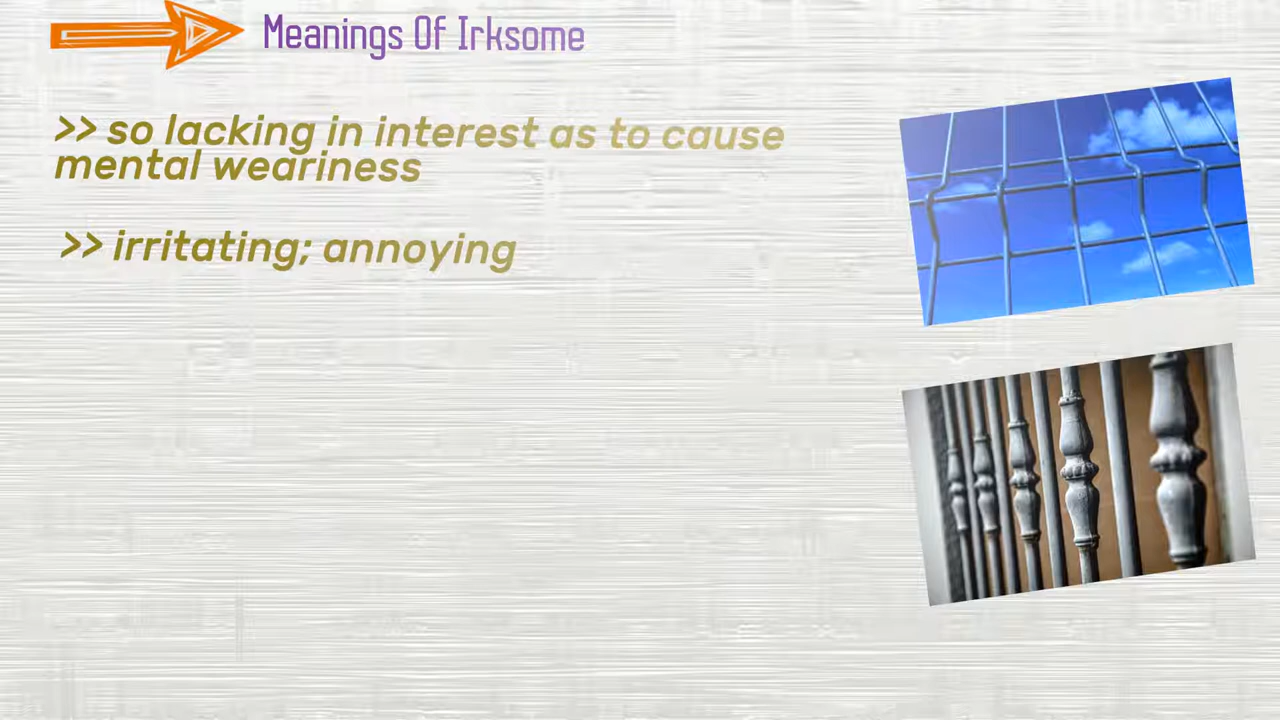 Meanings Of Irksome
>> so lacking in interest as to cause
mental weariness
>> irritating; annoying